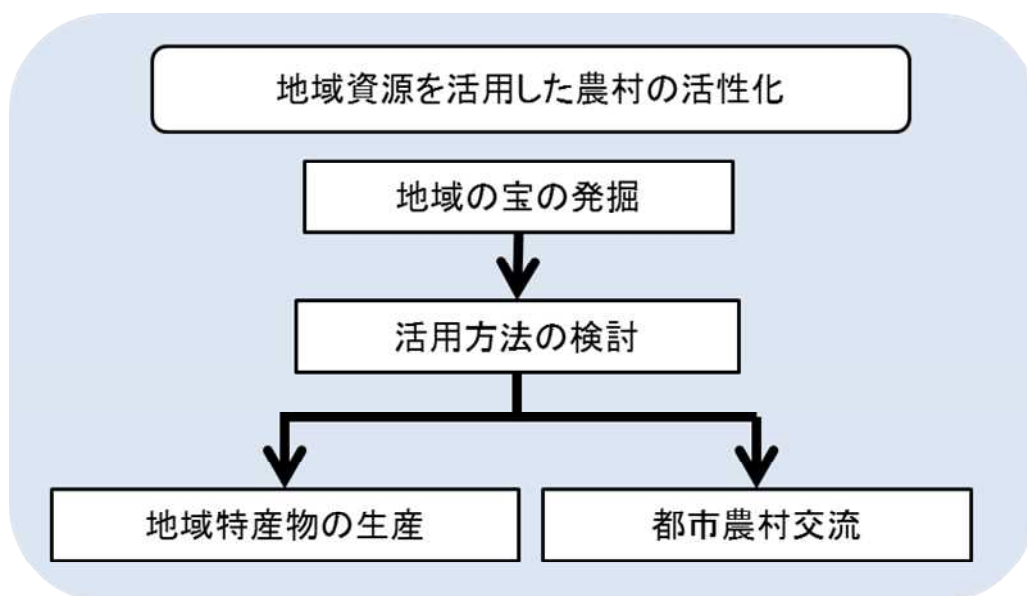 地域資源を活用した農村の活性化
地域の宝の発掘
活用方法の検討
地域特産物の生産
都市農村交流